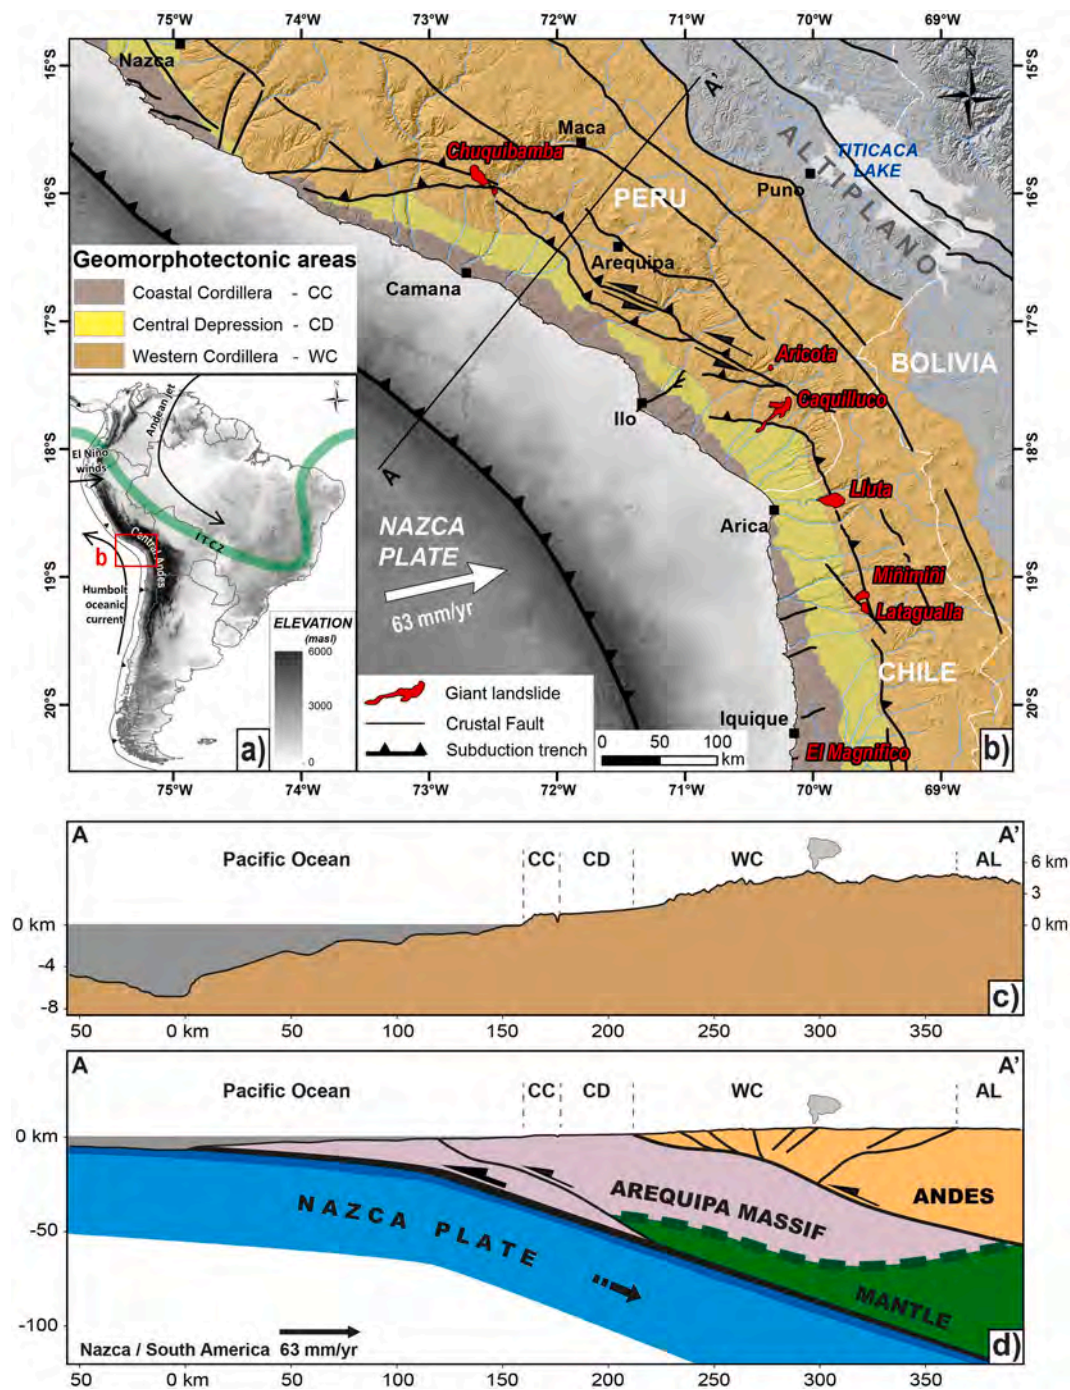 75°W 74°W 73°W 72°W 71°W 70°W 69°W
15°S
16°S
17°S
18°S
19°S
20°S
15°S
16°S
17°S
18°S
19°S
20°S
Nazca
Maca
Chuquibamba
PERU
Puno
TITICACA
LAKE
ALTIPLANO
N
A'
Arequipa
Camana
Geomorphotectonic areas
Coastal Cordillera - CC
Central Depression - CD
Western Cordillera - WC
Aricota
BOLIVIA
Caquilluco
Ilo
A
Lluta
Arica
NAZCA
PLATE
63 mm/yr
Miñimiñi
Latagualla
CHILE
Iquique
El Magnifico
Andean jet
N
El Niño
winds
ITCZ
b
Central Andes
Humbolt
oceanic
current
ELEVATION
(masl)
6000
3000
0
a)
Giant landslide
Crustal Fault
Subduction trench
0 50 100
km
b)
75°W 74°W 73°W 72°W 71°W 70°W 69°W
A A'
Pacific Ocean CC CD WC AL
6 km
3
0 km 0 km
-4
-8
c)
50 0 km 50 100 150 200 250 300 350
A A'
Pacific Ocean CC CD WC AL
0 km
-50
-100
AREQUIPA MASSIF
ANDES
NAZCA PLATE
MANTLE
Nazca / South America 63 mm/yr
d)
50 0 km 50 100 150 200 250 300 350